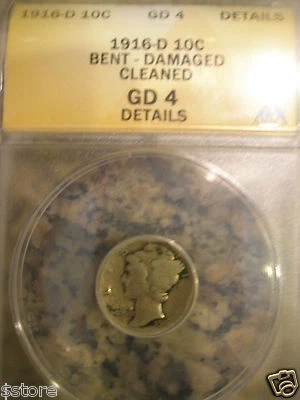 1916-D 10C GD 4 DETAILS
1916-D 10C
BENT - DAMAGED
CLEANED
GD 4
DETAILS
$store